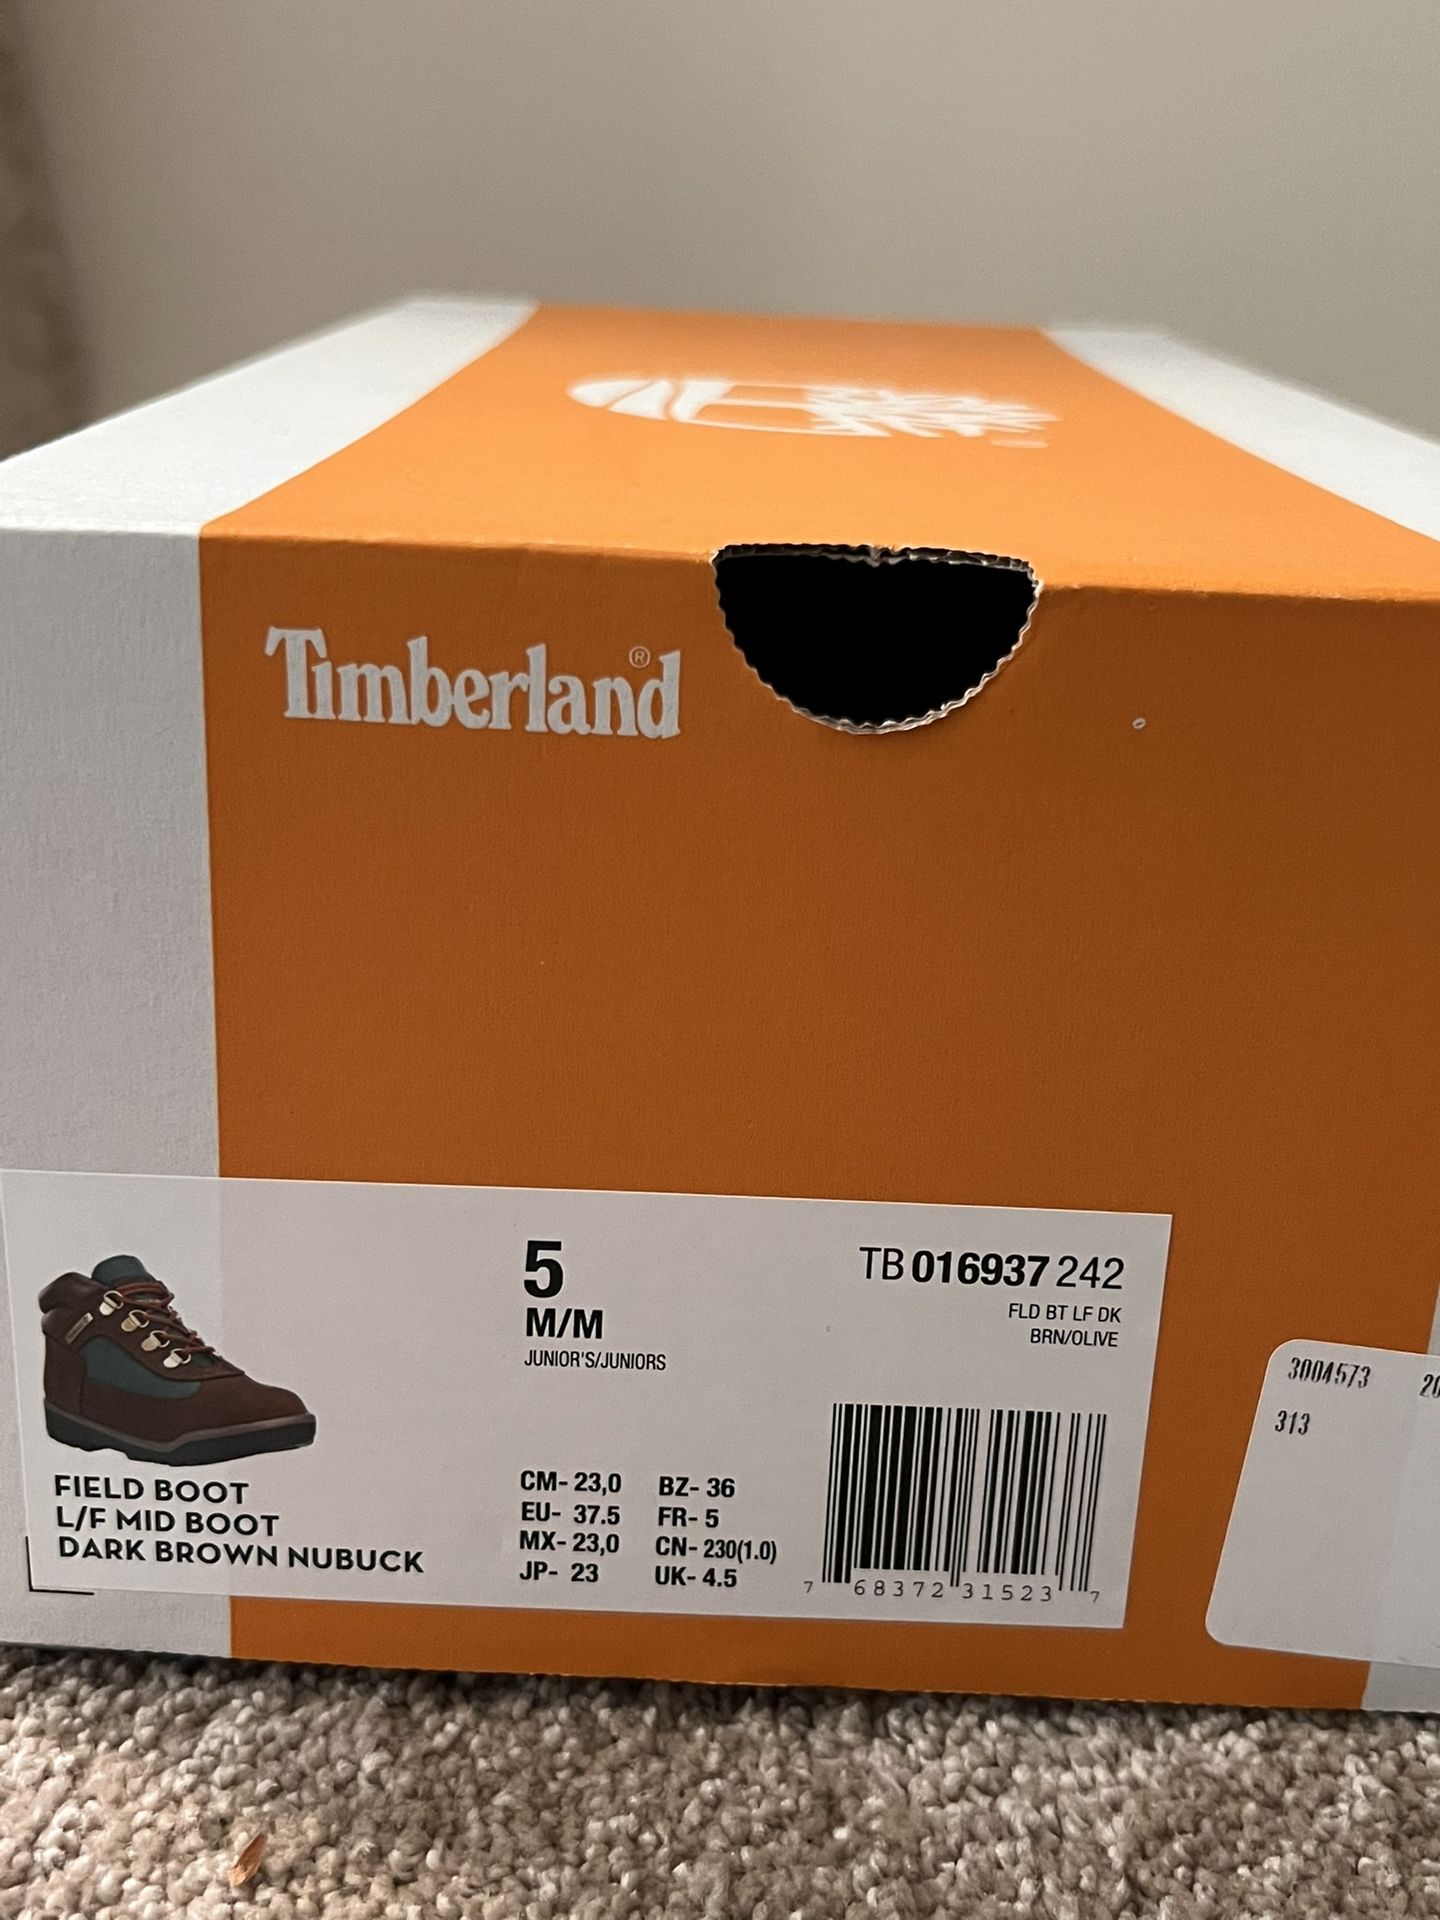 Timberland®
5
M/M
JUNIOR'S/JUNIORS
TB 016937 242
FLD BT LF DK
BRN/OLIVE
FIELD BOOT
L/F MID BOOT
DARK BROWN NUBUCK
CM- 23,0 BZ- 36
EU- 37.5 FR- 5
MX- 23,0 CN- 230(1.0)
JP- 23 UK- 4.5
7 68372 31523 7
3004573
313